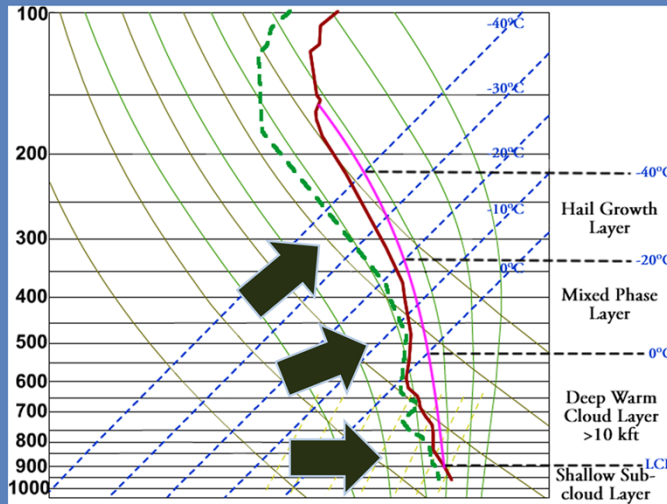 100
200
300
400
500
600
700
800
900
1000
-40ºC
-30ºC
20ºC
-10ºC
0ºC
-40ºC
Hail Growth
Layer
-20ºC
Mixed Phase
Layer
0ºC
Deep Warm
Cloud Layer
>10 kft
LCL
Shallow Sub-
cloud Layer